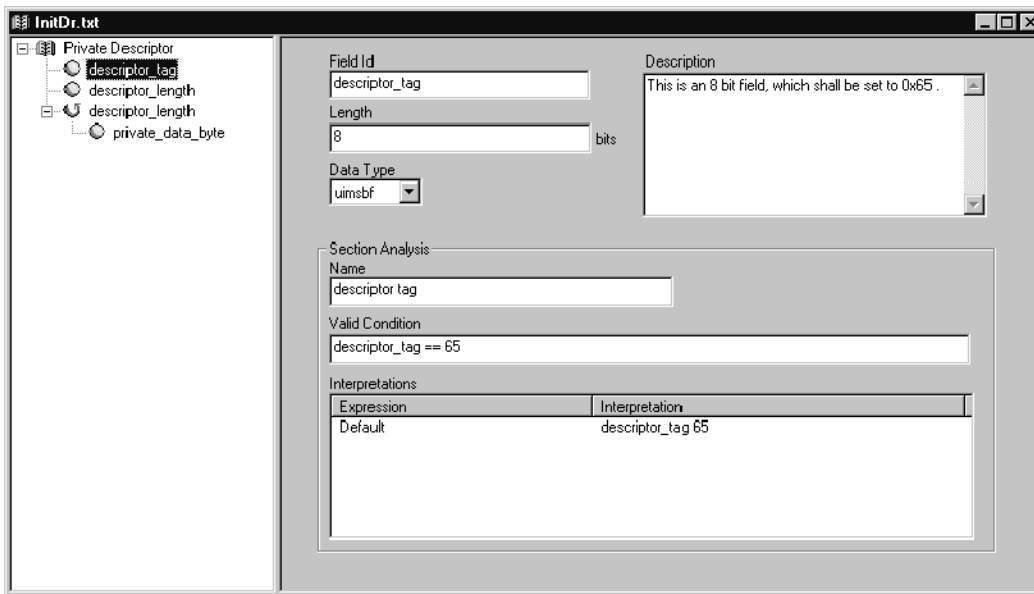 InitDr.txt
Private Descriptor
descriptor_tag
descriptor_length
descriptor_length
private_data_byte
Field Id
descriptor_tag
Length
8
bits
Data Type
uimsbf
Description
This is an 8 bit field, which shall be set to 0x65 .
Section Analysis
Name
descriptor tag
Valid Condition
descriptor_tag == 65
Interpretations
Expression Interpretation
Default descriptor_tag 65